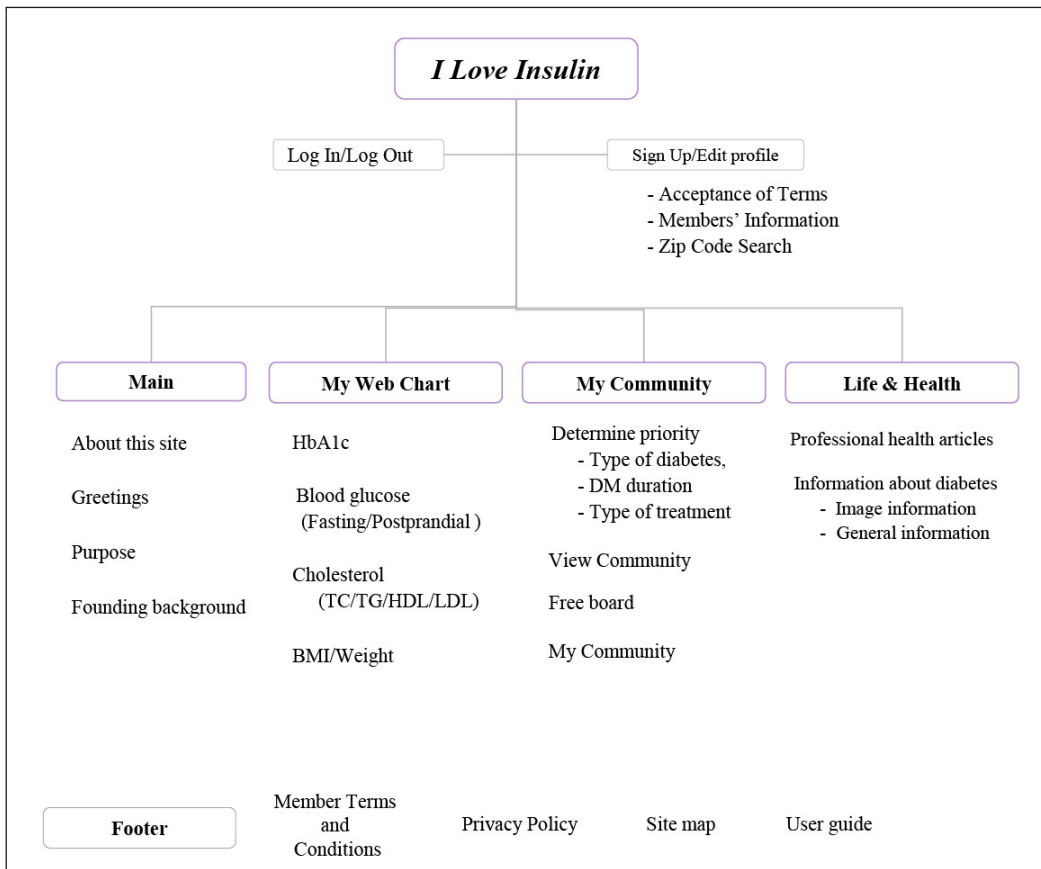 I Love Insulin
Log In/Log Out
Sign Up/Edit profile
- Acceptance of Terms
- Members’ Information
- Zip Code Search
Main
About this site
Greetings
Purpose
Founding background
My Web Chart
HbA1c
Blood glucose
(Fasting/Postprandial )
Cholesterol
(TC/TG/HDL/LDL)
BMI/Weight
My Community
Determine priority
- Type of diabetes,
- DM duration
- Type of treatment
View Community
Free board
My Community
Life & Health
Professional health articles
Information about diabetes
- Image information
- General information
Footer
Member Terms
and
Conditions
Privacy Policy
Site map
User guide